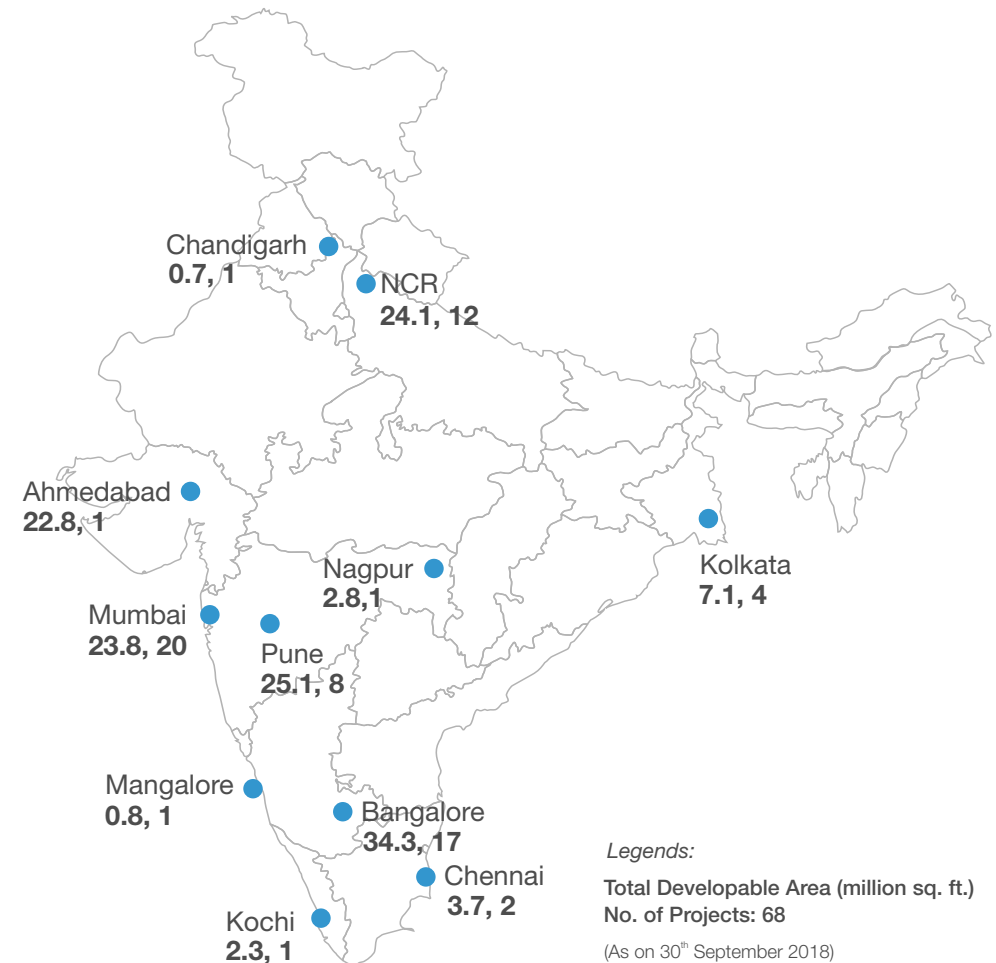 Chandigarh
0.7, 1
NCR
24.1, 12
Ahmedabad
22.8, 1
Nagpur
2.8,1
Kolkata
7.1, 4
Mumbai
23.8, 20
Pune
25.1, 8
Mangalore
0.8, 1
Bangalore
34.3, 17
Chennai
3.7, 2
Kochi
2.3, 1
Legends:
Total Developable Area (million sq. ft.)
No. of Projects: 68
(As on 30th September 2018)